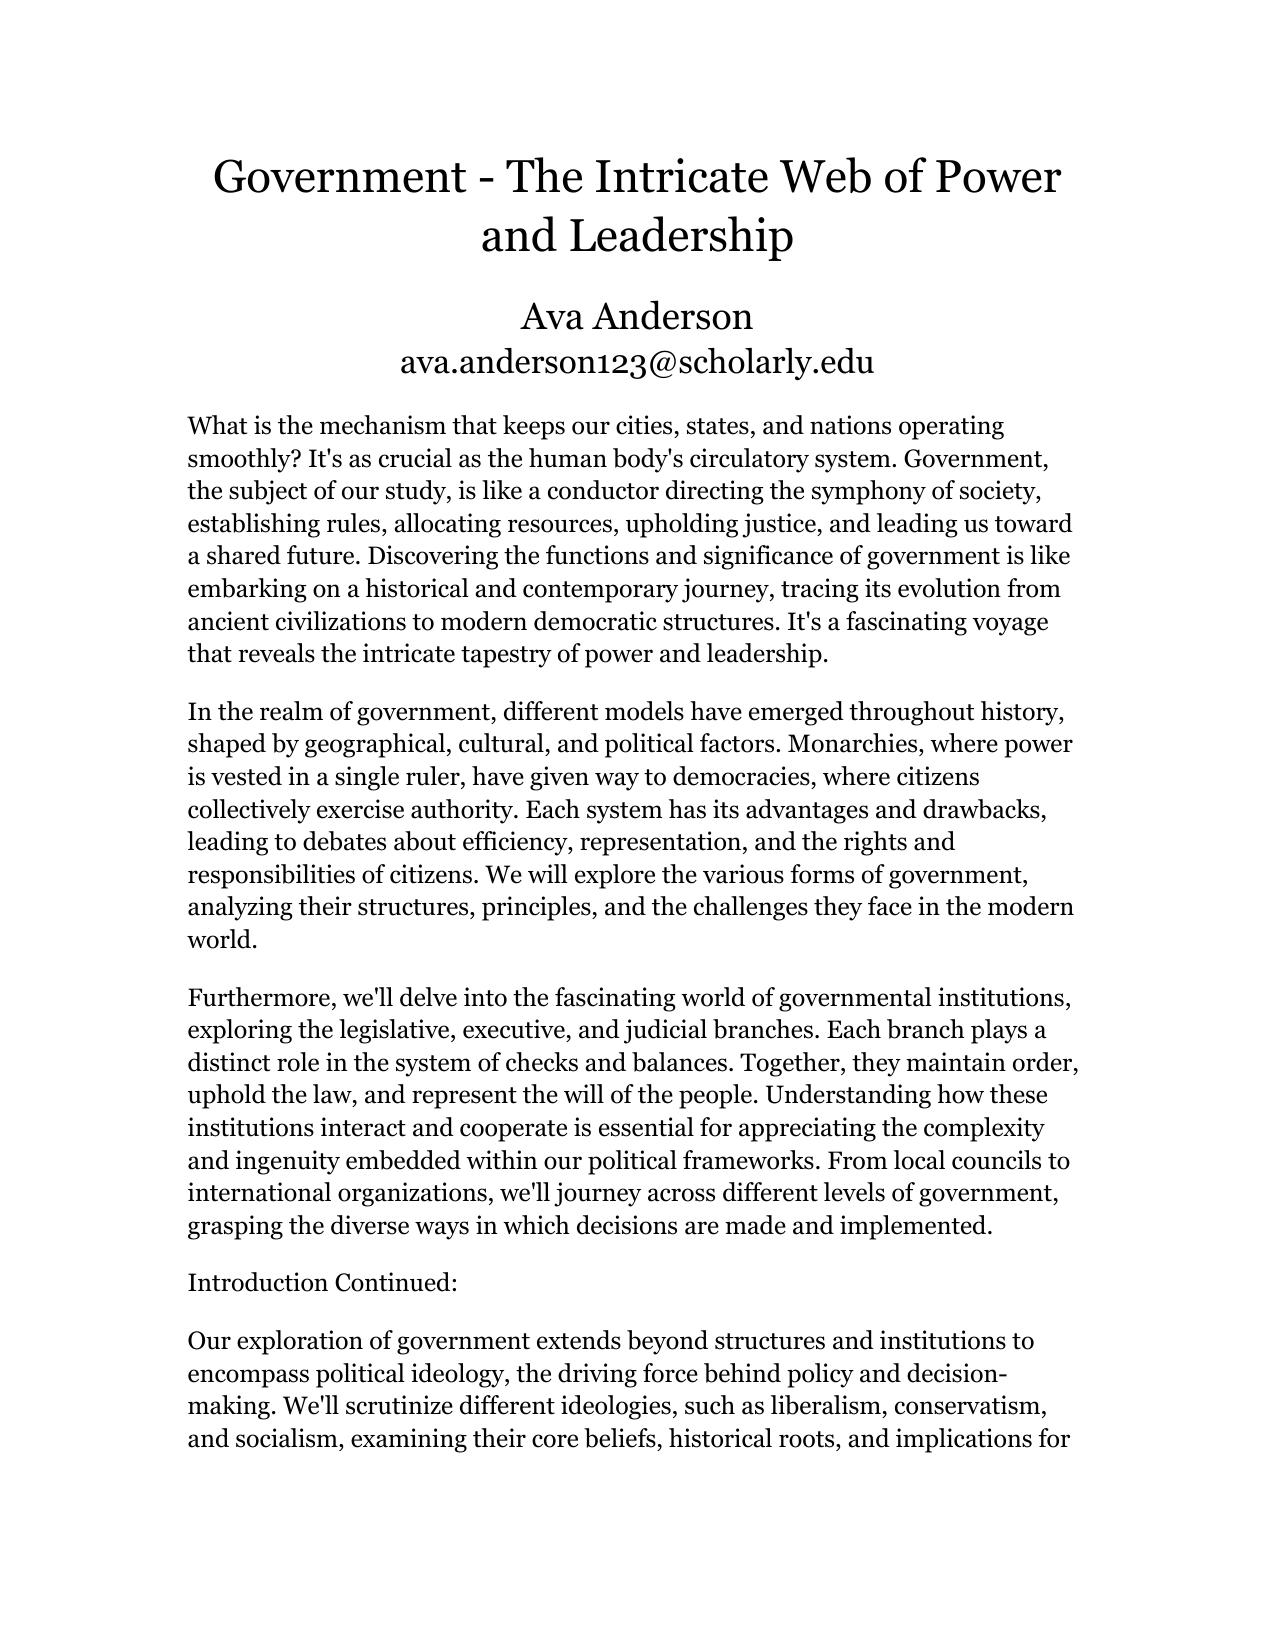 Government - The Intricate Web of Power
and Leadership
Ava Anderson
ava.anderson123@scholarly.edu
What is the mechanism that keeps our cities, states, and nations operating
smoothly? It's as crucial as the human body's circulatory system. Government,
the subject of our study, is like a conductor directing the symphony of society,
establishing rules, allocating resources, upholding justice, and leading us toward
a shared future. Discovering the functions and significance of government is like
embarking on a historical and contemporary journey, tracing its evolution from
ancient civilizations to modern democratic structures. It's a fascinating voyage
that reveals the intricate tapestry of power and leadership.
In the realm of government, different models have emerged throughout history,
shaped by geographical, cultural, and political factors. Monarchies, where power
is vested in a single ruler, have given way to democracies, where citizens
collectively exercise authority. Each system has its advantages and drawbacks,
leading to debates about efficiency, representation, and the rights and
responsibilities of citizens. We will explore the various forms of government,
analyzing their structures, principles, and the challenges they face in the modern
world.
Furthermore, we'll delve into the fascinating world of governmental institutions,
exploring the legislative, executive, and judicial branches. Each branch plays a
distinct role in the system of checks and balances. Together, they maintain order,
uphold the law, and represent the will of the people. Understanding how these
institutions interact and cooperate is essential for appreciating the complexity
and ingenuity embedded within our political frameworks. From local councils to
international organizations, we'll journey across different levels of government,
grasping the diverse ways in which decisions are made and implemented.
Introduction Continued:
Our exploration of government extends beyond structures and institutions to
encompass political ideology, the driving force behind policy and decision-
making. We'll scrutinize different ideologies, such as liberalism, conservatism,
and socialism, examining their core beliefs, historical roots, and implications for